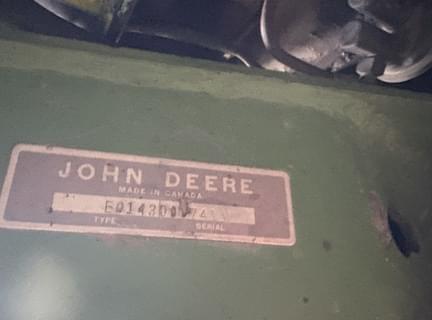 JOHN DEERE
MADE IN CANADA
TYPE SERIAL